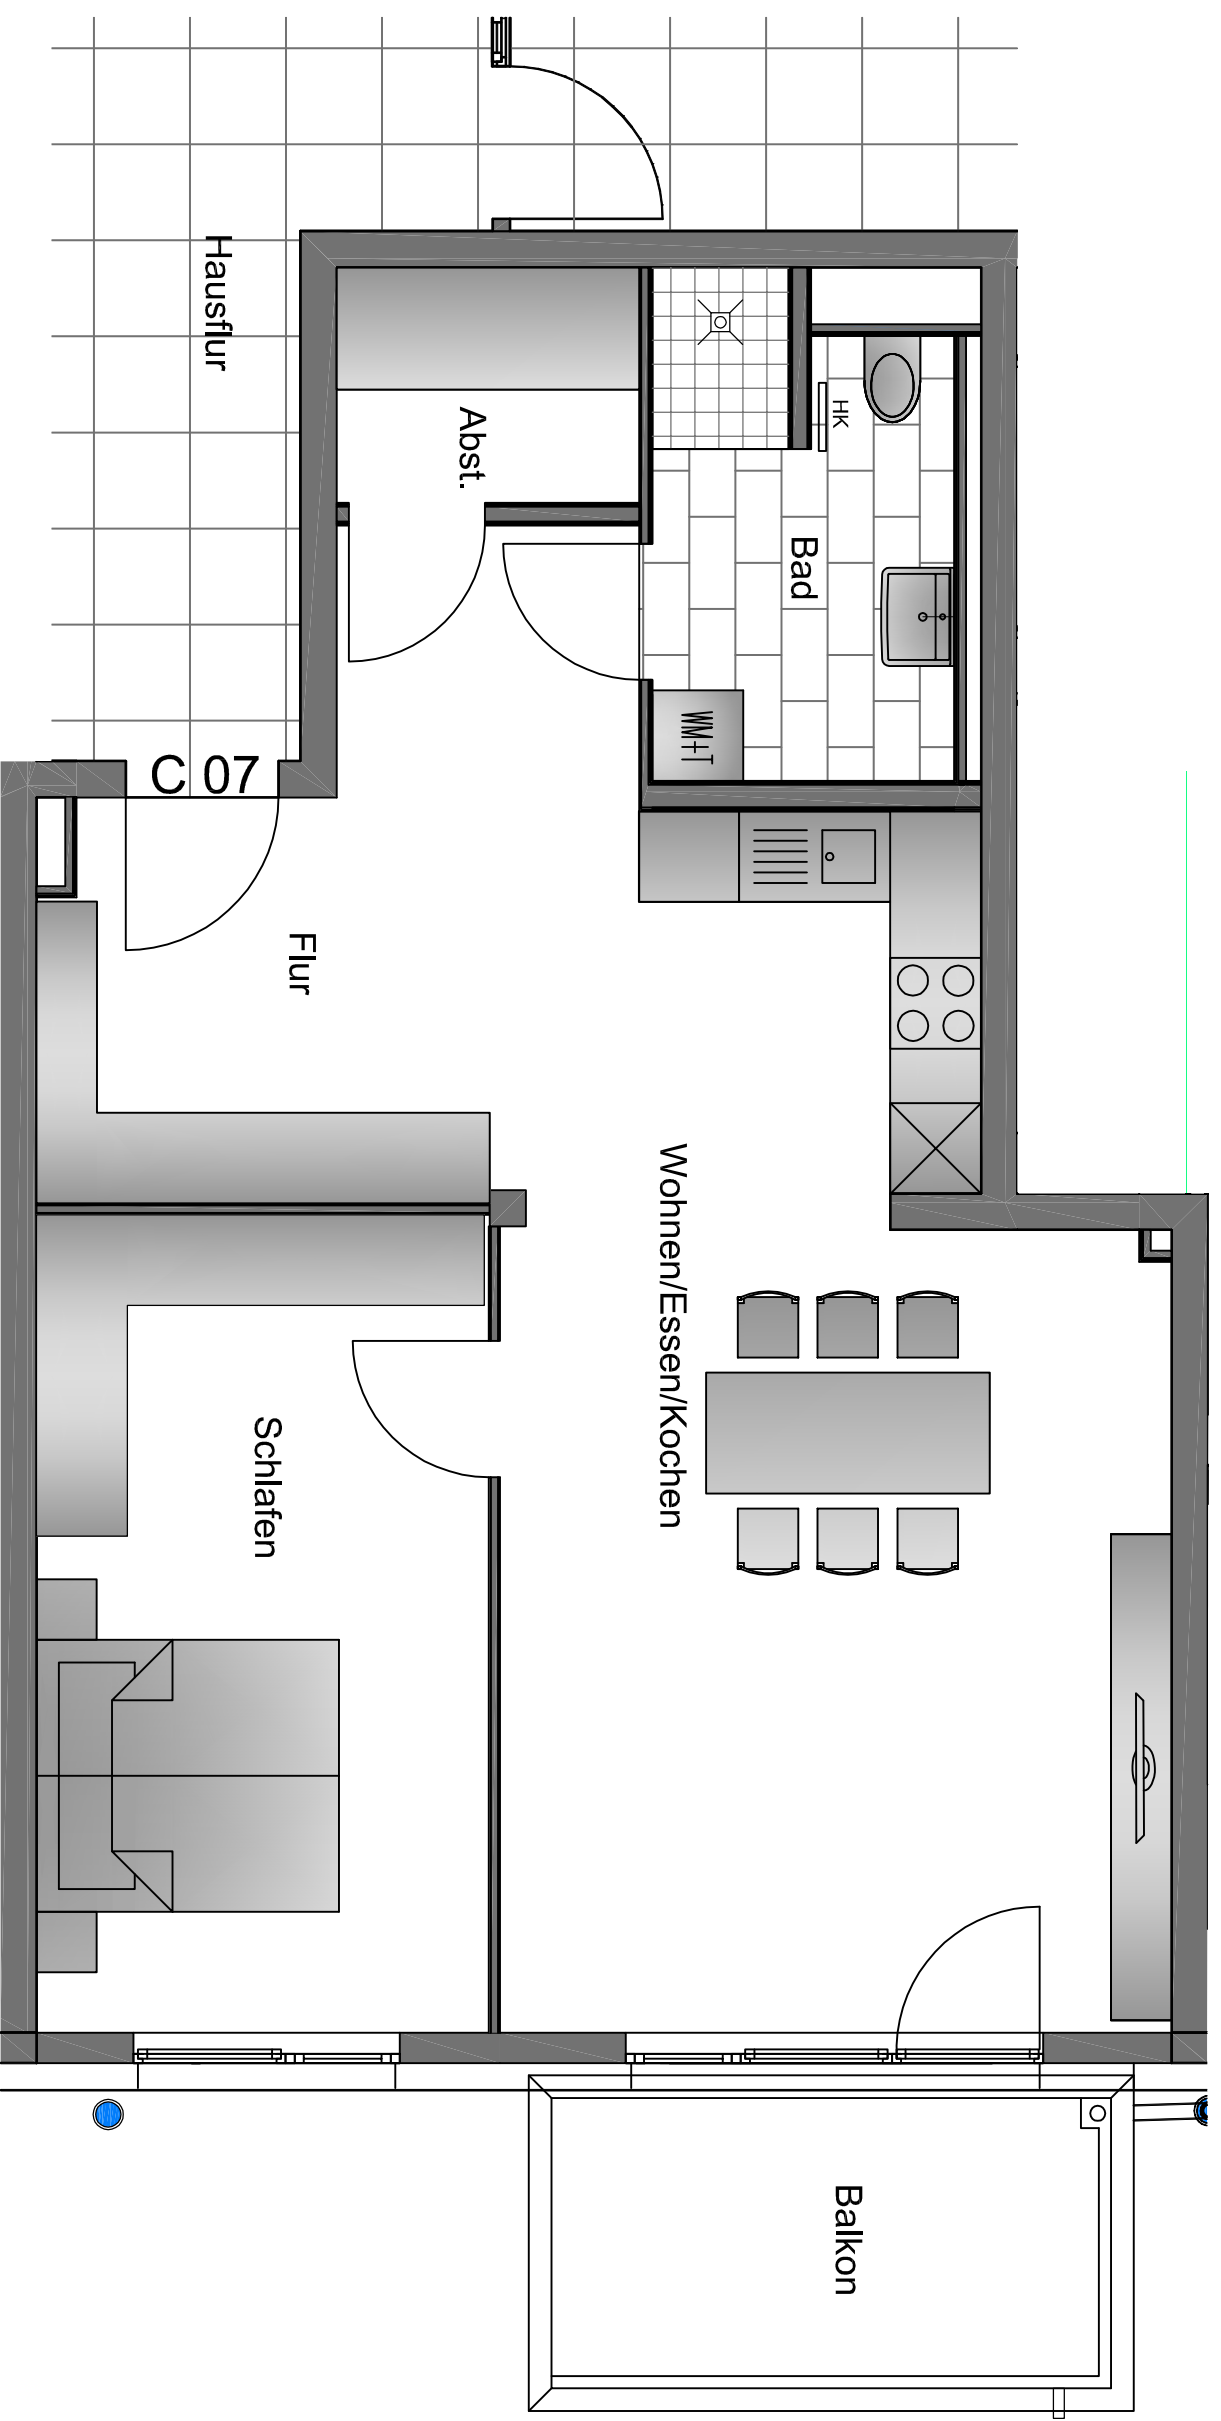 Hausflur
Abst.
HK
Bad
WM+T
C 07
Flur
Wohnen/Essen/Kochen
Schlafen
Balkon